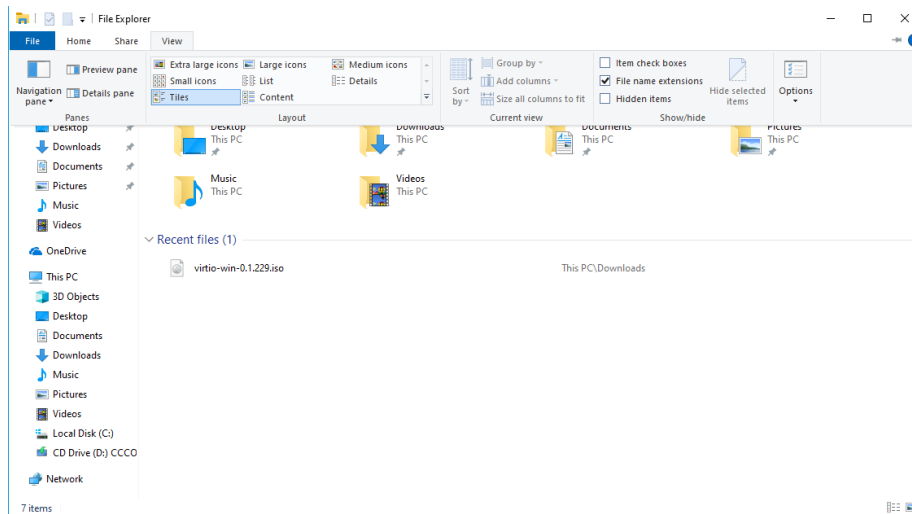 File Explorer
File Home Share View
Preview pane
Navigation pane
Details pane
Panes
Extra large icons Large icons Medium icons
Small icons List Details
Tiles Content
Layout
Sort by
Group by
Add columns
Size all columns to fit
Current view
Item check boxes
File name extensions
Hidden items
Hide selected items
Show/hide
Options
Desktop
Downloads
Documents
Pictures
Music
Videos
OneDrive
This PC
3D Objects
Desktop
Documents
Downloads
Music
Pictures
Videos
Local Disk (C:)
CD Drive (D:) CCCO
Network
Desktop
This PC
Downloads
This PC
Documents
This PC
Pictures
This PC
Music
This PC
Videos
This PC
Recent files (1)
virtio-win-0.1.229.iso This PC\Downloads
7 items